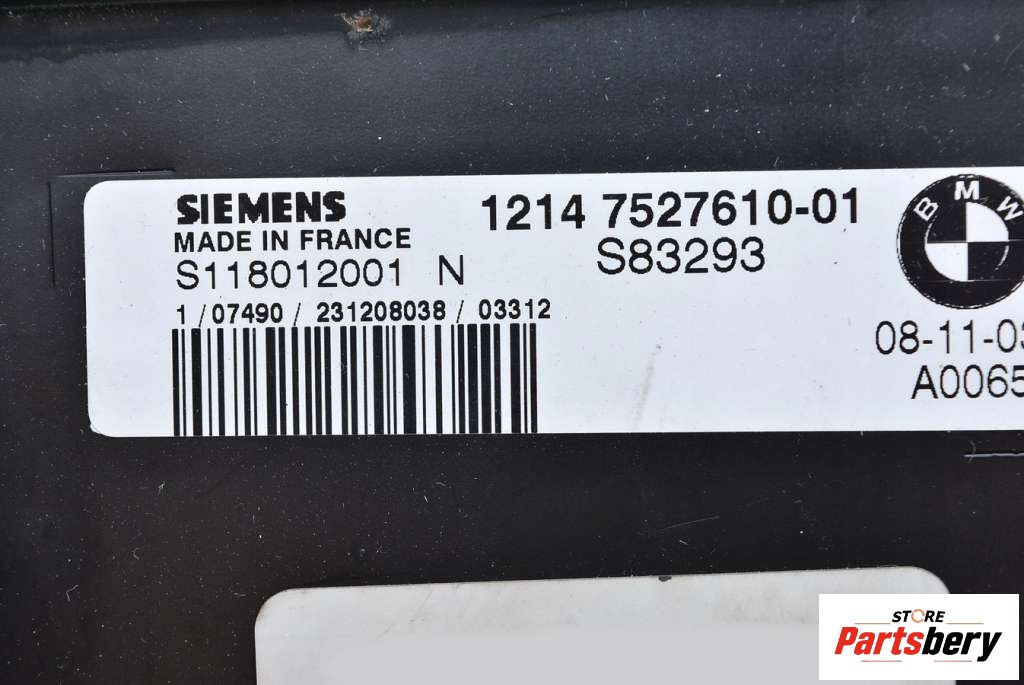 SIEMENS
MADE IN FRANCE
S118012001 N
1 / 07490 / 231208038 / 03312
1214 7527610-01
S83293
BMW
08-11-03
A0065
STORE
Partsbery